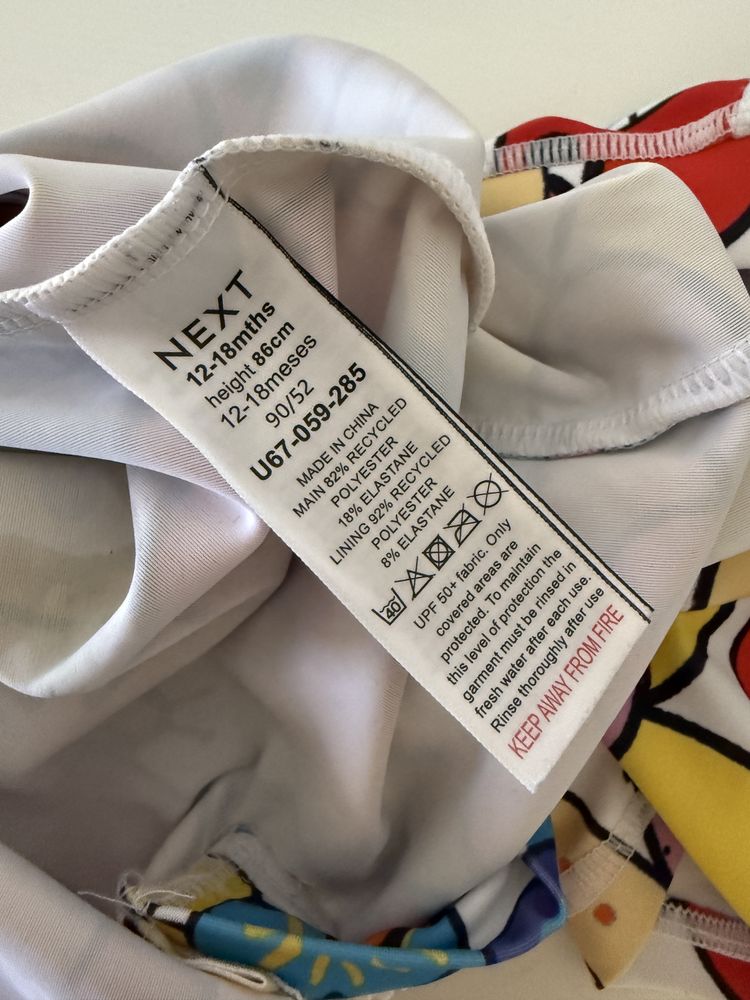 NEXT
12-18mths
height 86cm
12-18meses
90/52
U67-059-285
MADE IN CHINA
MAIN 82% RECYCLED
POLYESTER
18% ELASTANE
LINING 92% RECYCLED
POLYESTER
8% ELASTANE
40
UPF 50+ fabric. Only
covered areas are
protected. To maintain
this level of protection the
garment must be rinsed in
fresh water after each use.
Rinse thoroughly after use
KEEP AWAY FROM FIRE